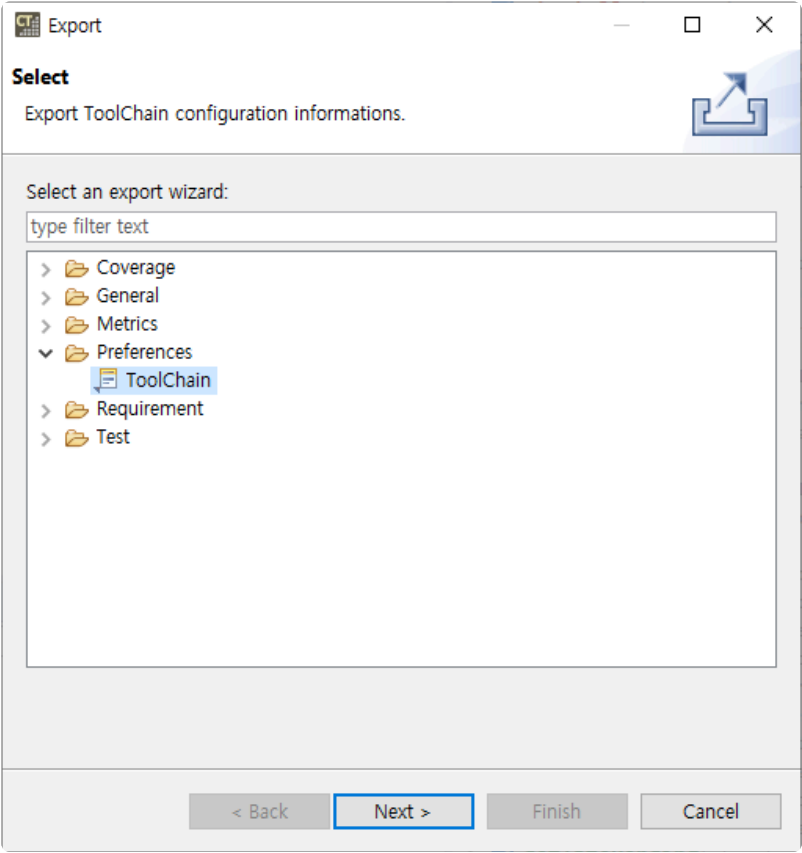 CT
Export
Select
Export ToolChain configuration informations.
Select an export wizard:
type filter text
Coverage
General
Metrics
Preferences
ToolChain
Requirement
Test
< Back
Next >
Finish
Cancel